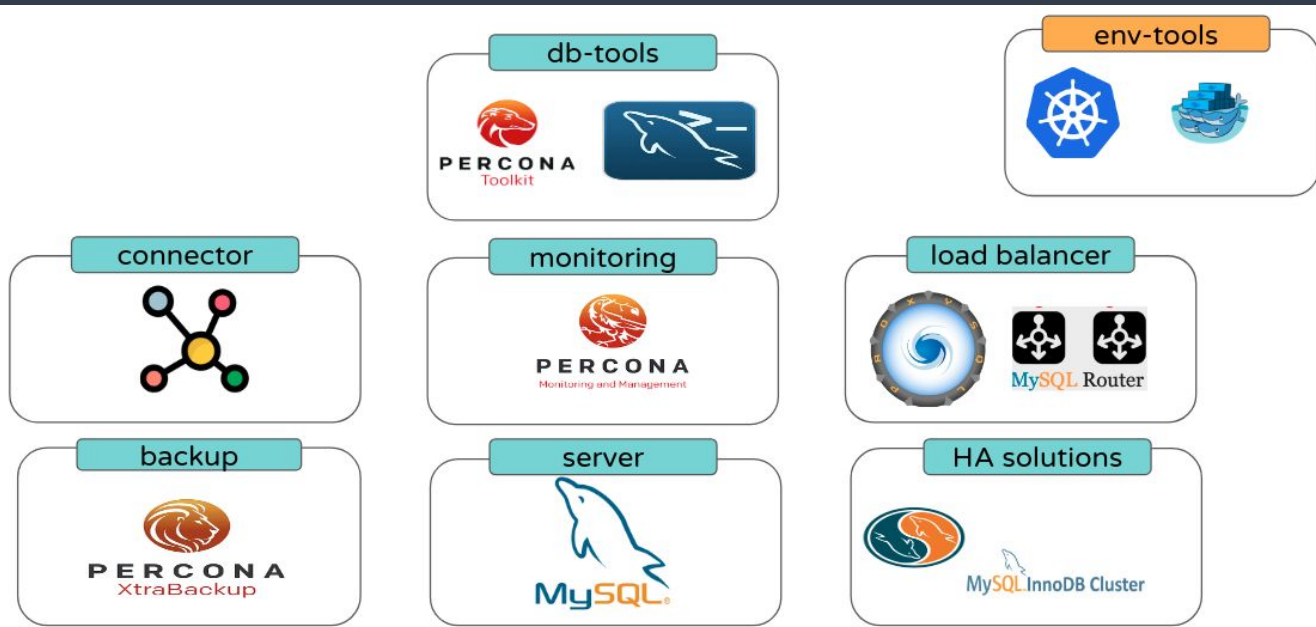 db-tools
env-tools
PERCONA
Toolkit
>_
connector
monitoring
load balancer
PERCONA
Monitoring and Management
PROXYSQL
MySQL Router
backup
server
HA solutions
PERCONA
XtraBackup
MySQL®
MySQL InnoDB Cluster